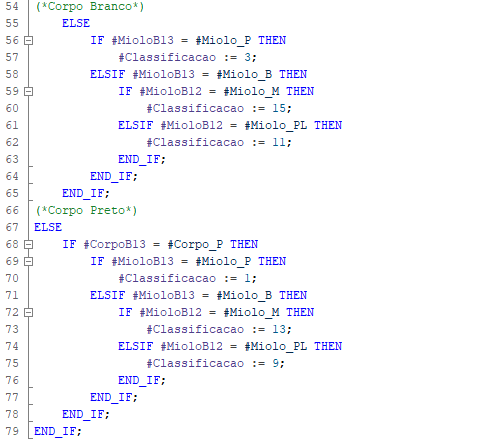 54 (*Corpo Branco*)
55 ELSE
56 IF #MioloB13 = #Miolo_P THEN
57 #Classificacao := 3;
58 ELSIF #MioloB13 = #Miolo_B THEN
59 IF #MioloB12 = #Miolo_M THEN
60 #Classificacao := 15;
61 ELSIF #MioloB12 = #Miolo_PL THEN
62 #Classificacao := 11;
63 END_IF;
64 END_IF;
65 END_IF;
66 (*Corpo Preto*)
67 ELSE
68 IF #CorpoB13 = #Corpo_P THEN
69 IF #MioloB13 = #Miolo_P THEN
70 #Classificacao := 1;
71 ELSIF #MioloB13 = #Miolo_B THEN
72 IF #MioloB12 = #Miolo_M THEN
73 #Classificacao := 13;
74 ELSIF #MioloB12 = #Miolo_PL THEN
75 #Classificacao := 9;
76 END_IF;
77 END_IF;
78 END_IF;
79 END_IF;